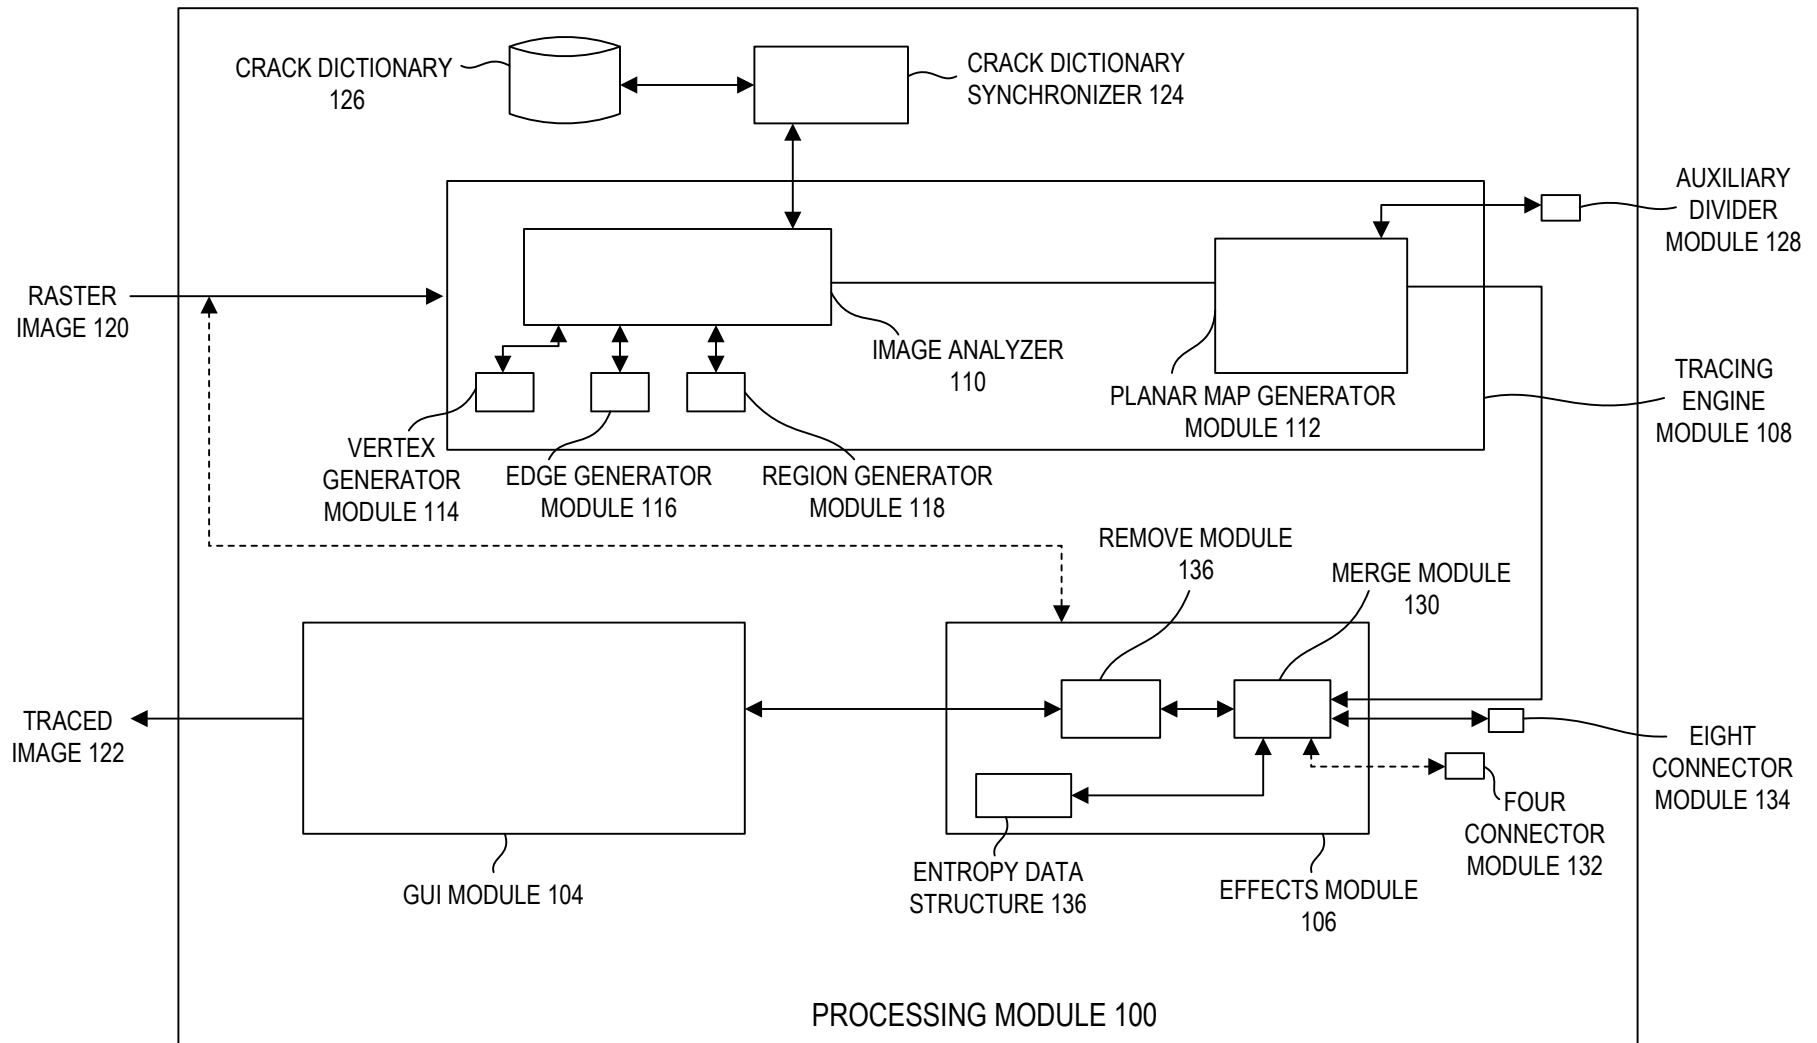 CRACK DICTIONARY
126
CRACK DICTIONARY
SYNCHRONIZER 124
AUXILIARY
DIVIDER
MODULE 128
RASTER
IMAGE 120
IMAGE ANALYZER
110
PLANAR MAP GENERATOR
MODULE 112
TRACING
ENGINE
MODULE 108
VERTEX
GENERATOR
MODULE 114
EDGE GENERATOR
MODULE 116
REGION GENERATOR
MODULE 118
REMOVE MODULE
136
MERGE MODULE
130
TRACED
IMAGE 122
EIGHT
CONNECTOR
MODULE 134
FOUR
CONNECTOR
MODULE 132
GUI MODULE 104
ENTROPY DATA
STRUCTURE 136
EFFECTS MODULE
106
PROCESSING MODULE 100